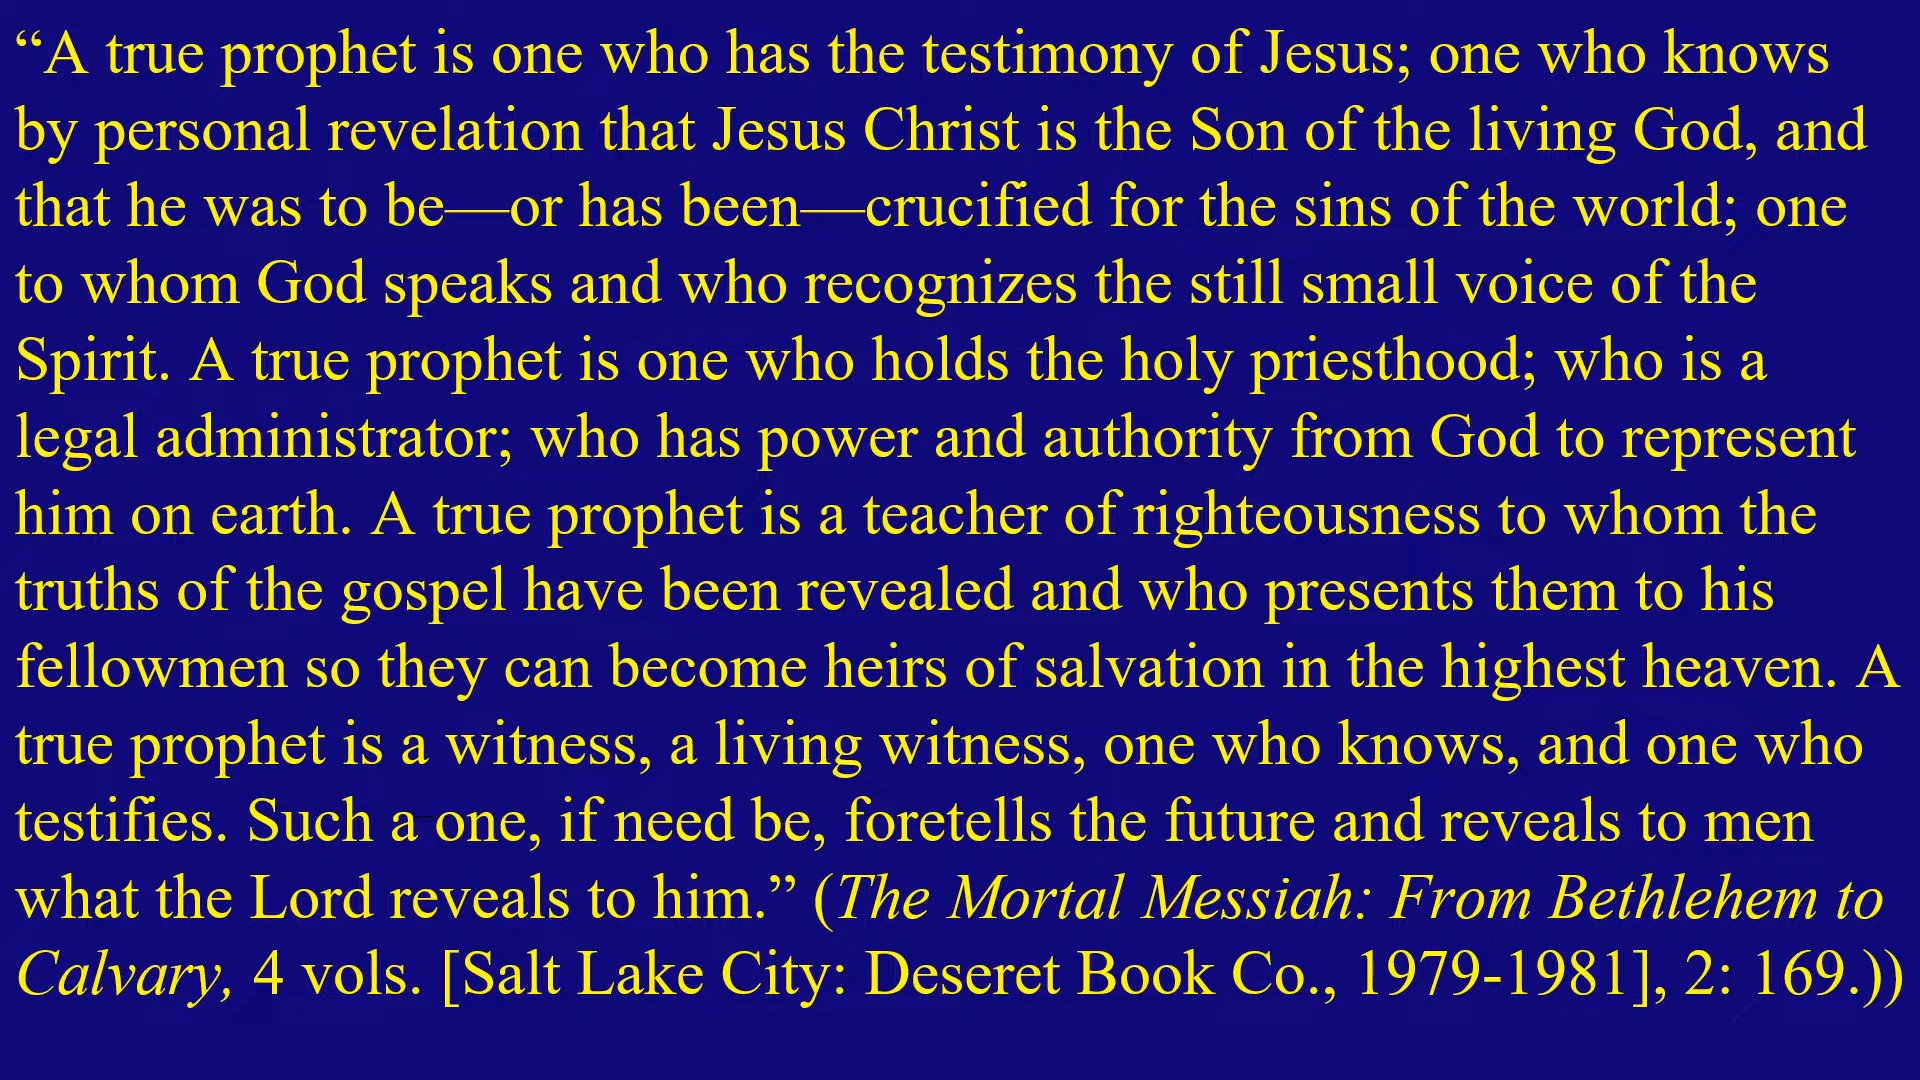 “A true prophet is one who has the testimony of Jesus; one who knows
by personal revelation that Jesus Christ is the Son of the living God, and
that he was to be—or has been—crucified for the sins of the world; one
to whom God speaks and who recognizes the still small voice of the
Spirit. A true prophet is one who holds the holy priesthood; who is a
legal administrator; who has power and authority from God to represent
him on earth. A true prophet is a teacher of righteousness to whom the
truths of the gospel have been revealed and who presents them to his
fellowmen so they can become heirs of salvation in the highest heaven. A
true prophet is a witness, a living witness, one who knows, and one who
testifies. Such a one, if need be, foretells the future and reveals to men
what the Lord reveals to him.” (The Mortal Messiah: From Bethlehem to
Calvary, 4 vols. [Salt Lake City: Deseret Book Co., 1979-1981], 2: 169.))